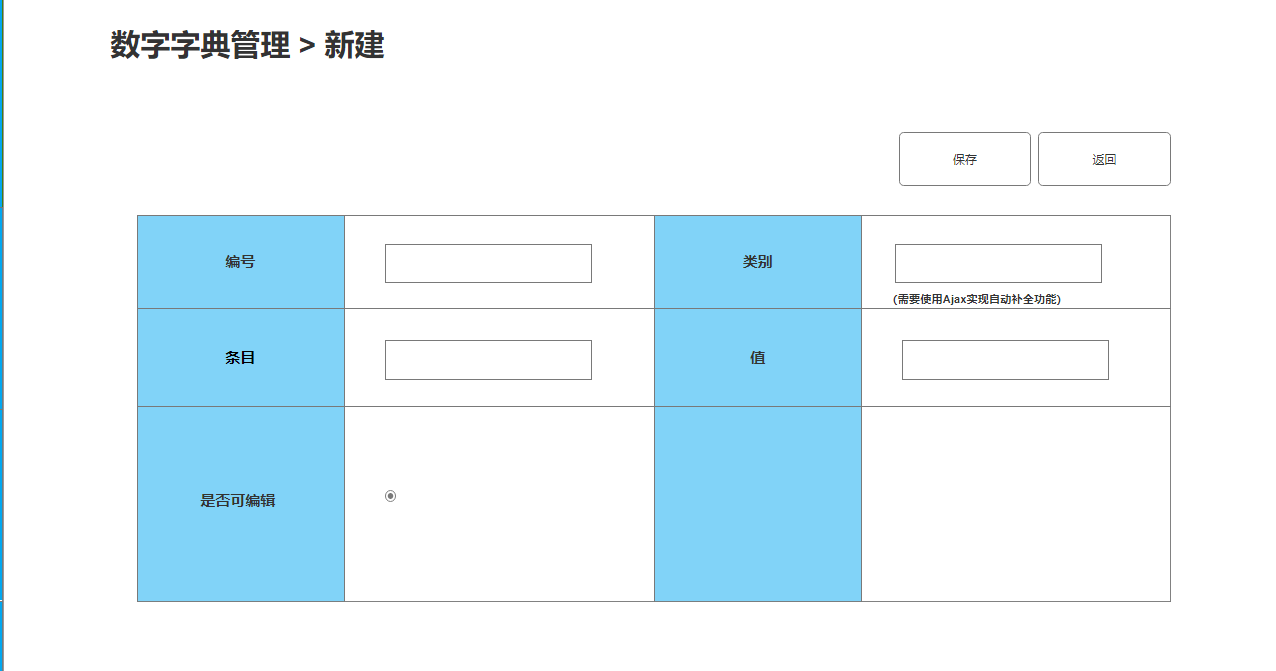 数字字典管理 > 新建
保存
返回
编号
类别
(需要使用Ajax实现自动补全功能)
条目
值
是否可编辑